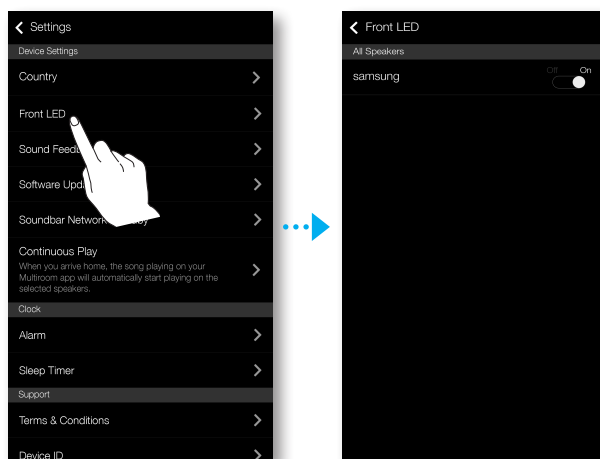 Settings
Device Settings
Country
Front LED
Sound Feed
Software Upd
Soundbar Network
Continuous Play
When you arrive home, the song playing on your
Multiroom app will automatically start playing on the
selected speakers.
Clock
Alarm
Sleep Timer
Support
Terms & Conditions
Device ID
Front LED
All Speakers
samsung
Off On